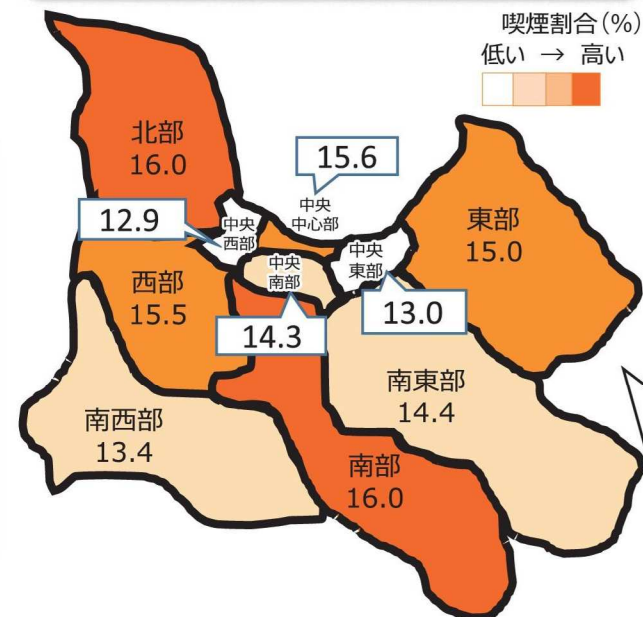 喫煙割合(%)
低い → 高い
北部
16.0
15.6
中央
中心部
12.9
中央
西部
東部
15.0
中央
東部
中央
南部
西部
15.5
14.3
13.0
南東部
14.4
南西部
13.4
南部
16.0